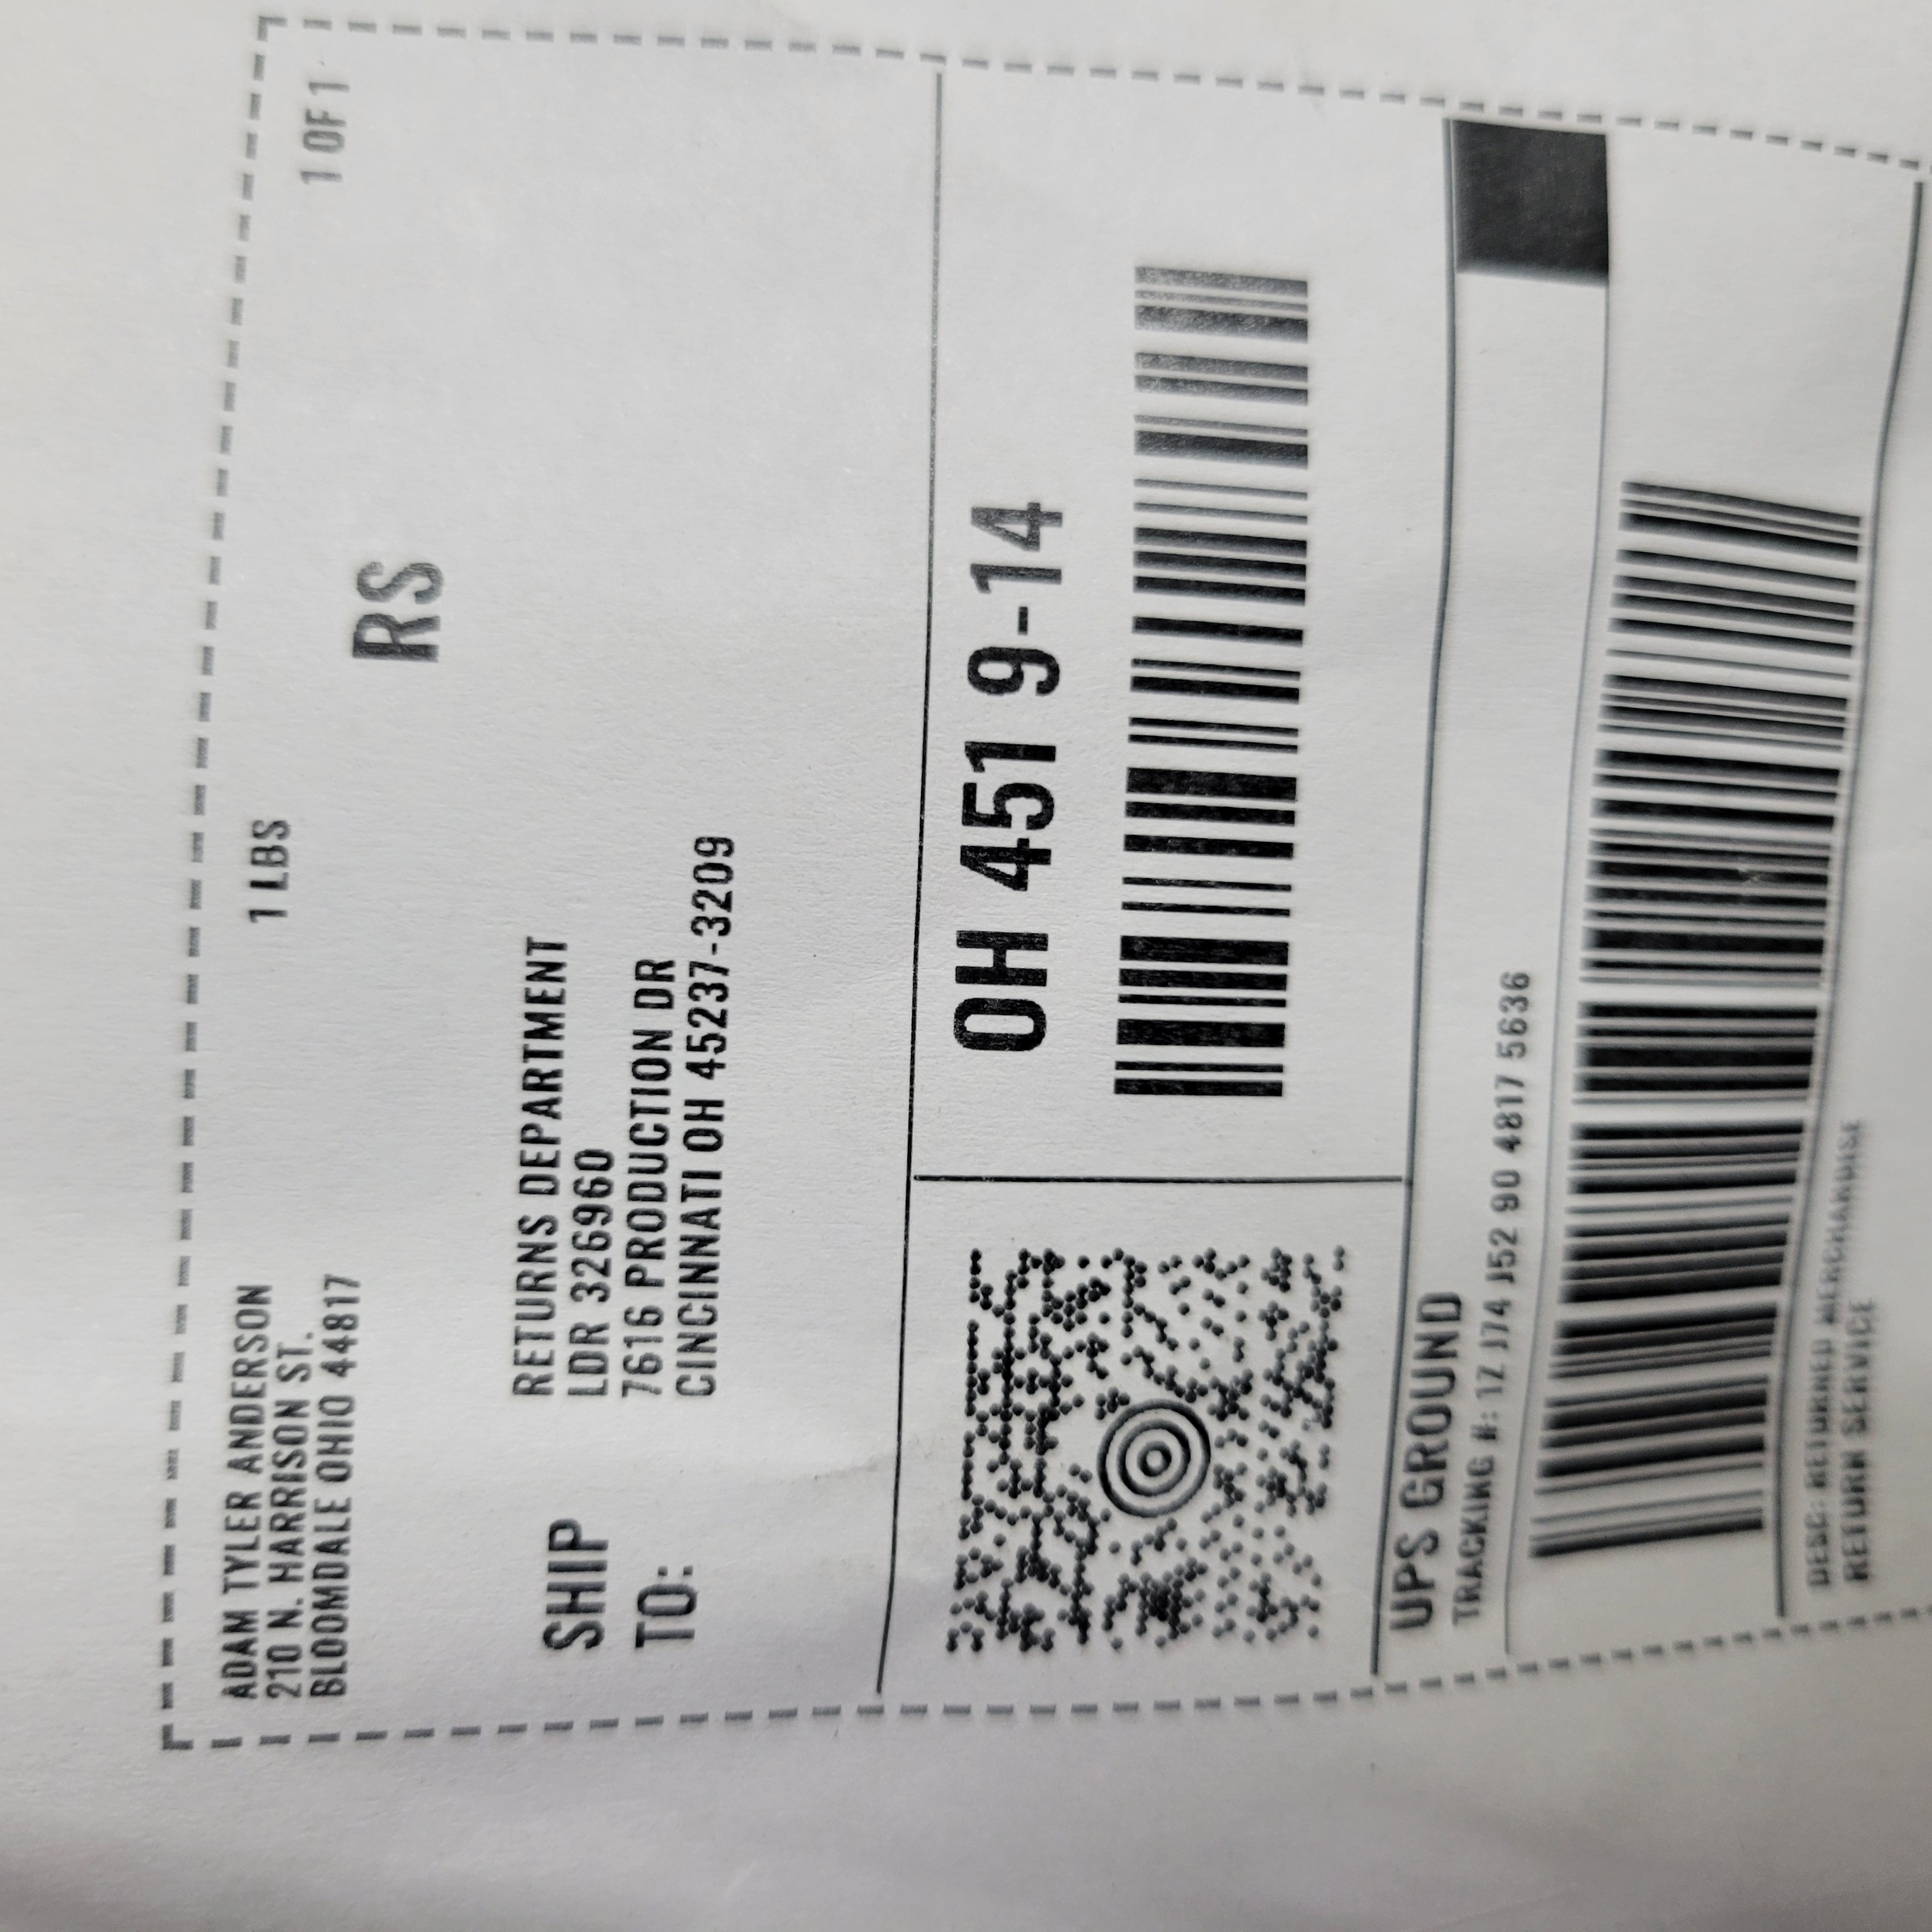 ADAM TYLER ANDERSON
210 N. HARRISON ST.
BLOOMDALE OHIO 44817
1 LBS
1 OF 1
RS
SHIP
TO:
RETURNS DEPARTMENT
LDR 326960
7616 PRODUCTION DR
CINCINNATI OH 45237-3209
OH 451 9-14
UPS GROUND
TRACKING #: 1Z J74 J52 90 4817 5636
DESC: RETURNED MERCHANDISE
RETURN SERVICE